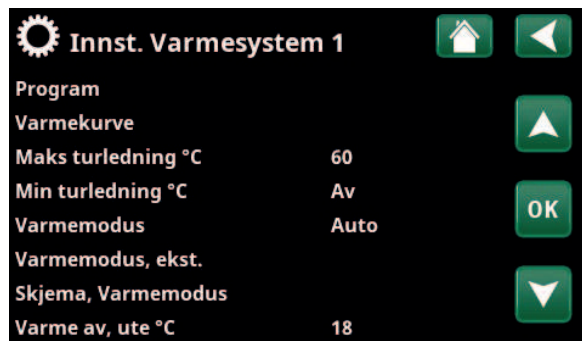 Innst. Varmesystem 1
Program
Varmekurve
Maks turledning °C 60
Min turledning °C Av
Varmemodus Auto
OK
Varmemodus, ekst.
Skjema, Varmemodus
Varme av, ute °C 18